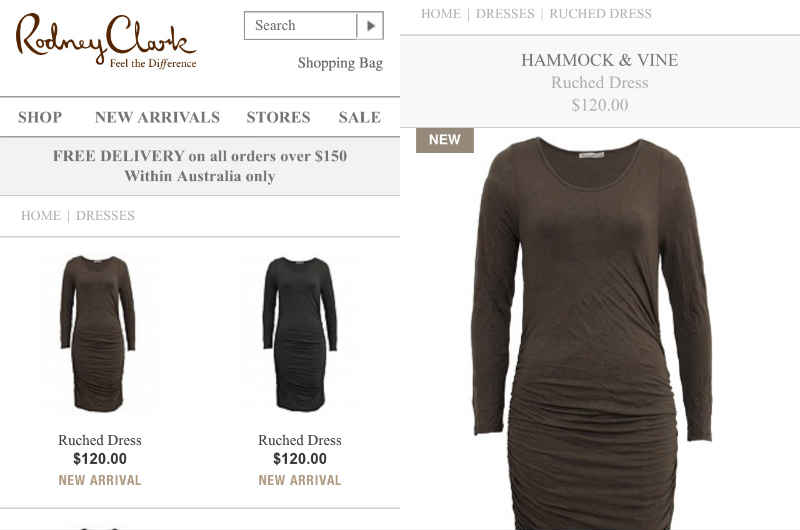 Rodney Clark
Feel the Difference
Search
Shopping Bag
SHOP NEW ARRIVALS STORES SALE
FREE DELIVERY on all orders over $150
Within Australia only
HOME | DRESSES
Ruched Dress
$120.00
NEW ARRIVAL
Ruched Dress
$120.00
NEW ARRIVAL
HOME | DRESSES | RUCHED DRESS
HAMMOCK & VINE
Ruched Dress
$120.00
NEW